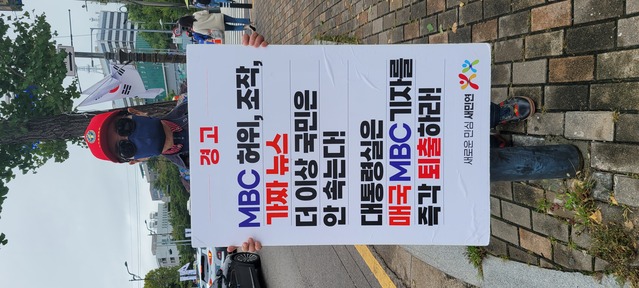 경 고
MBC 허위, 조작,
가짜 뉴스
더 이상 국민은
안 속는다!
대통령실은
매국 MBC 기자를
즉각 퇴출하라!
새로운 민심 새민연